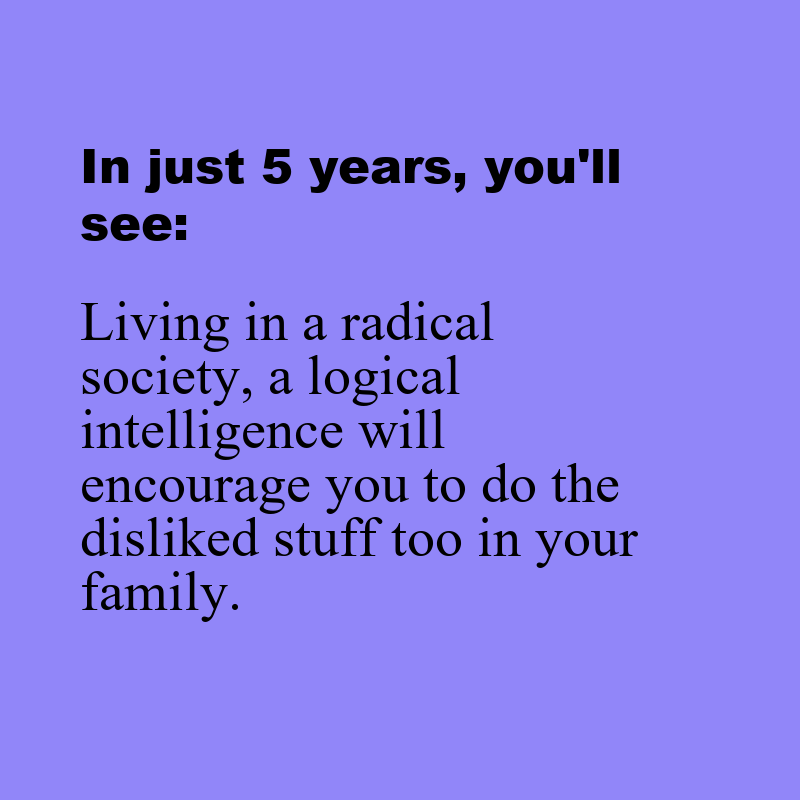 In just 5 years, you'll
see:
Living in a radical
society, a logical
intelligence will
encourage you to do the
disliked stuff too in your
family.